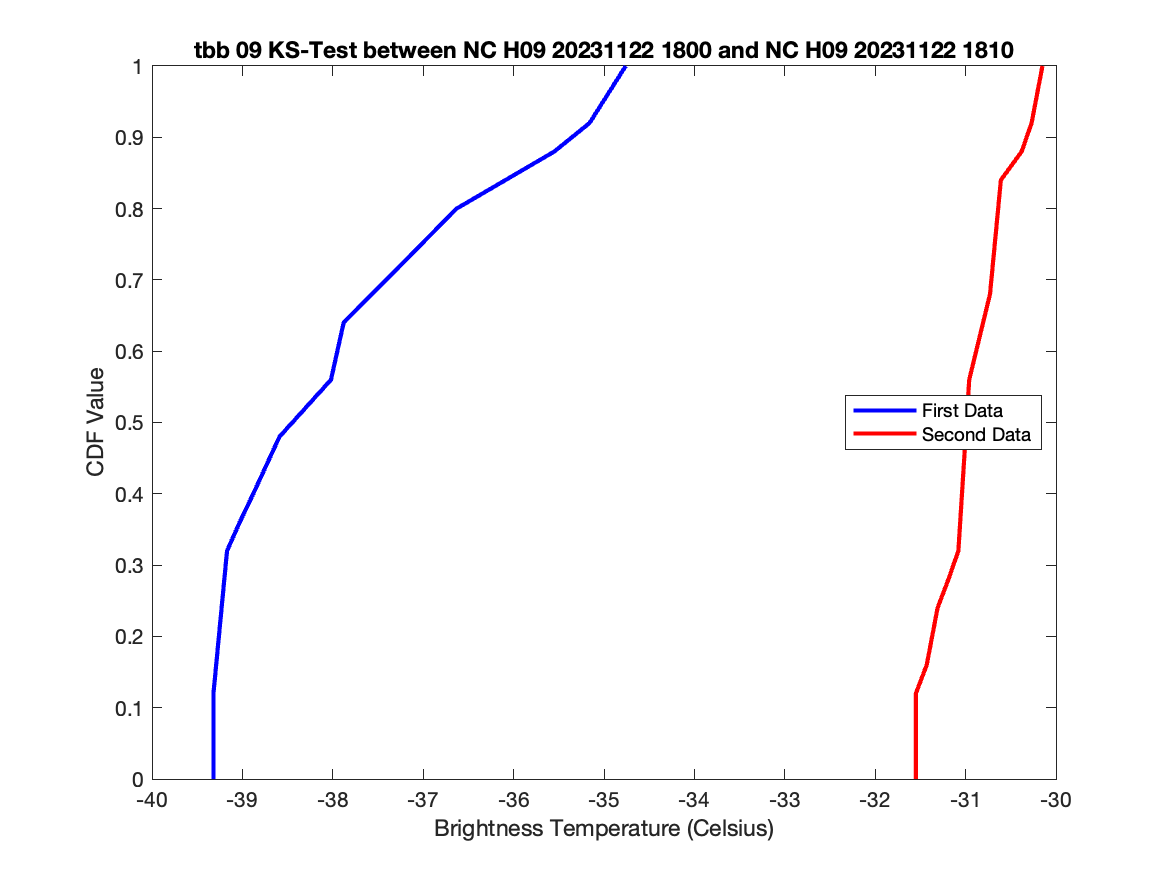 tbb 09 KS-Test between NC H09 20231122 1800 and NC H09 20231122 1810
1
0.9
0.8
0.7
0.6
0.5
0.4
0.3
0.2
0.1
0
CDF Value
First Data
Second Data
-40 -39 -38 -37 -36 -35 -34 -33 -32 -31 -30
Brightness Temperature (Celsius)